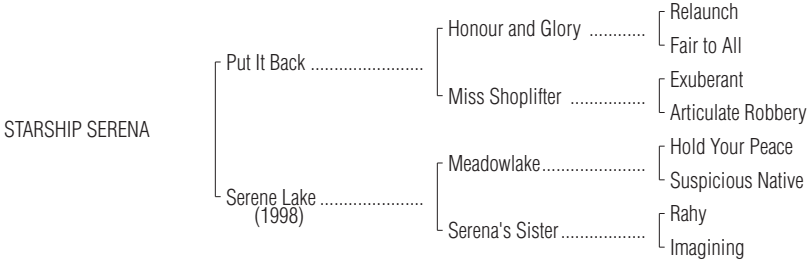 Relaunch
Honour and Glory ............
Fair to All
Put It Back .......................
Exuberant
Miss Shoplifter ................
Articulate Robbery
STARSHIP SERENA
Hold Your Peace
Meadowlake......................
Suspicious Native
Serene Lake .....................
(1998)
Rahy
Serena's Sister .................
Imagining